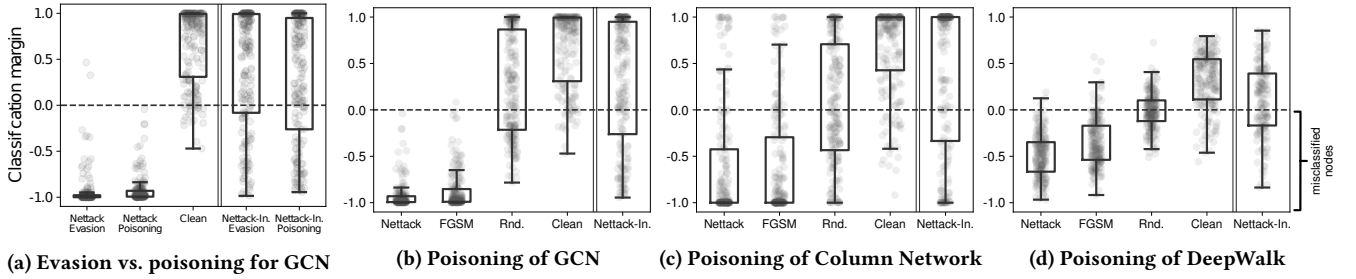 Classification margin
1.0
0.5
0.0
-0.5
-1.0
Nettack
Evasion
Nettack
Poisoning
Clean
Nettack-In.
Evasion
Nettack-In.
Poisoning
(a) Evasion vs. poisoning for GCN
1.0
0.5
0.0
-0.5
-1.0
Nettack
FGSM
Rnd.
Clean
Nettack-In.
(b) Poisoning of GCN
1.0
0.5
0.0
-0.5
-1.0
Nettack
FGSM
Rnd.
Clean
Nettack-In.
(c) Poisoning of Column Network
1.0
0.5
0.0
-0.5
-1.0
Nettack
FGSM
Rnd.
Clean
Nettack-In.
misclassified
nodes
(d) Poisoning of DeepWalk